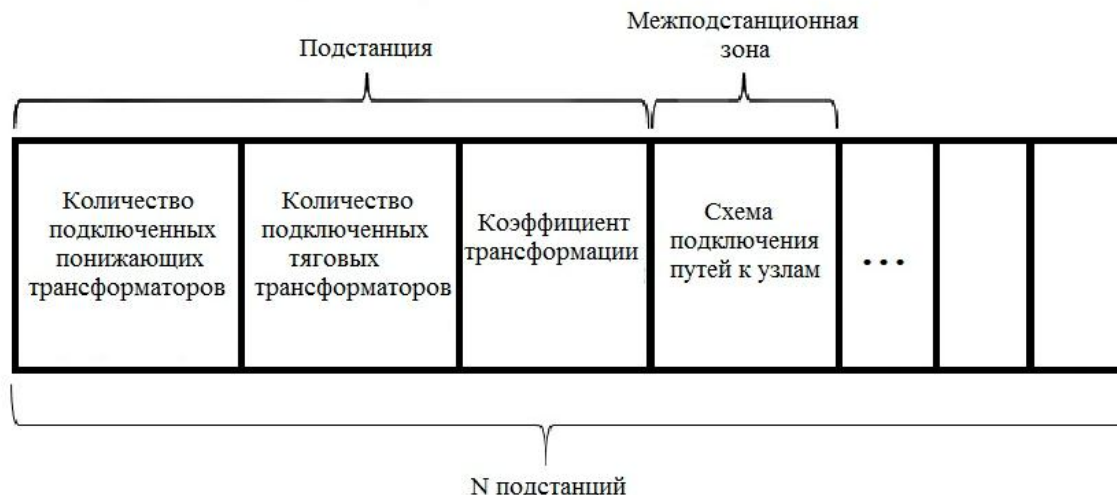 Подстанция
Межподстанционная
зона
Количество
подключенных
понижающих
трансформаторов
Количество
подключенных
тяговых
трансформаторов
Коэффициент
трансформации
Схема
подключения
путей к узлам
...
N подстанций